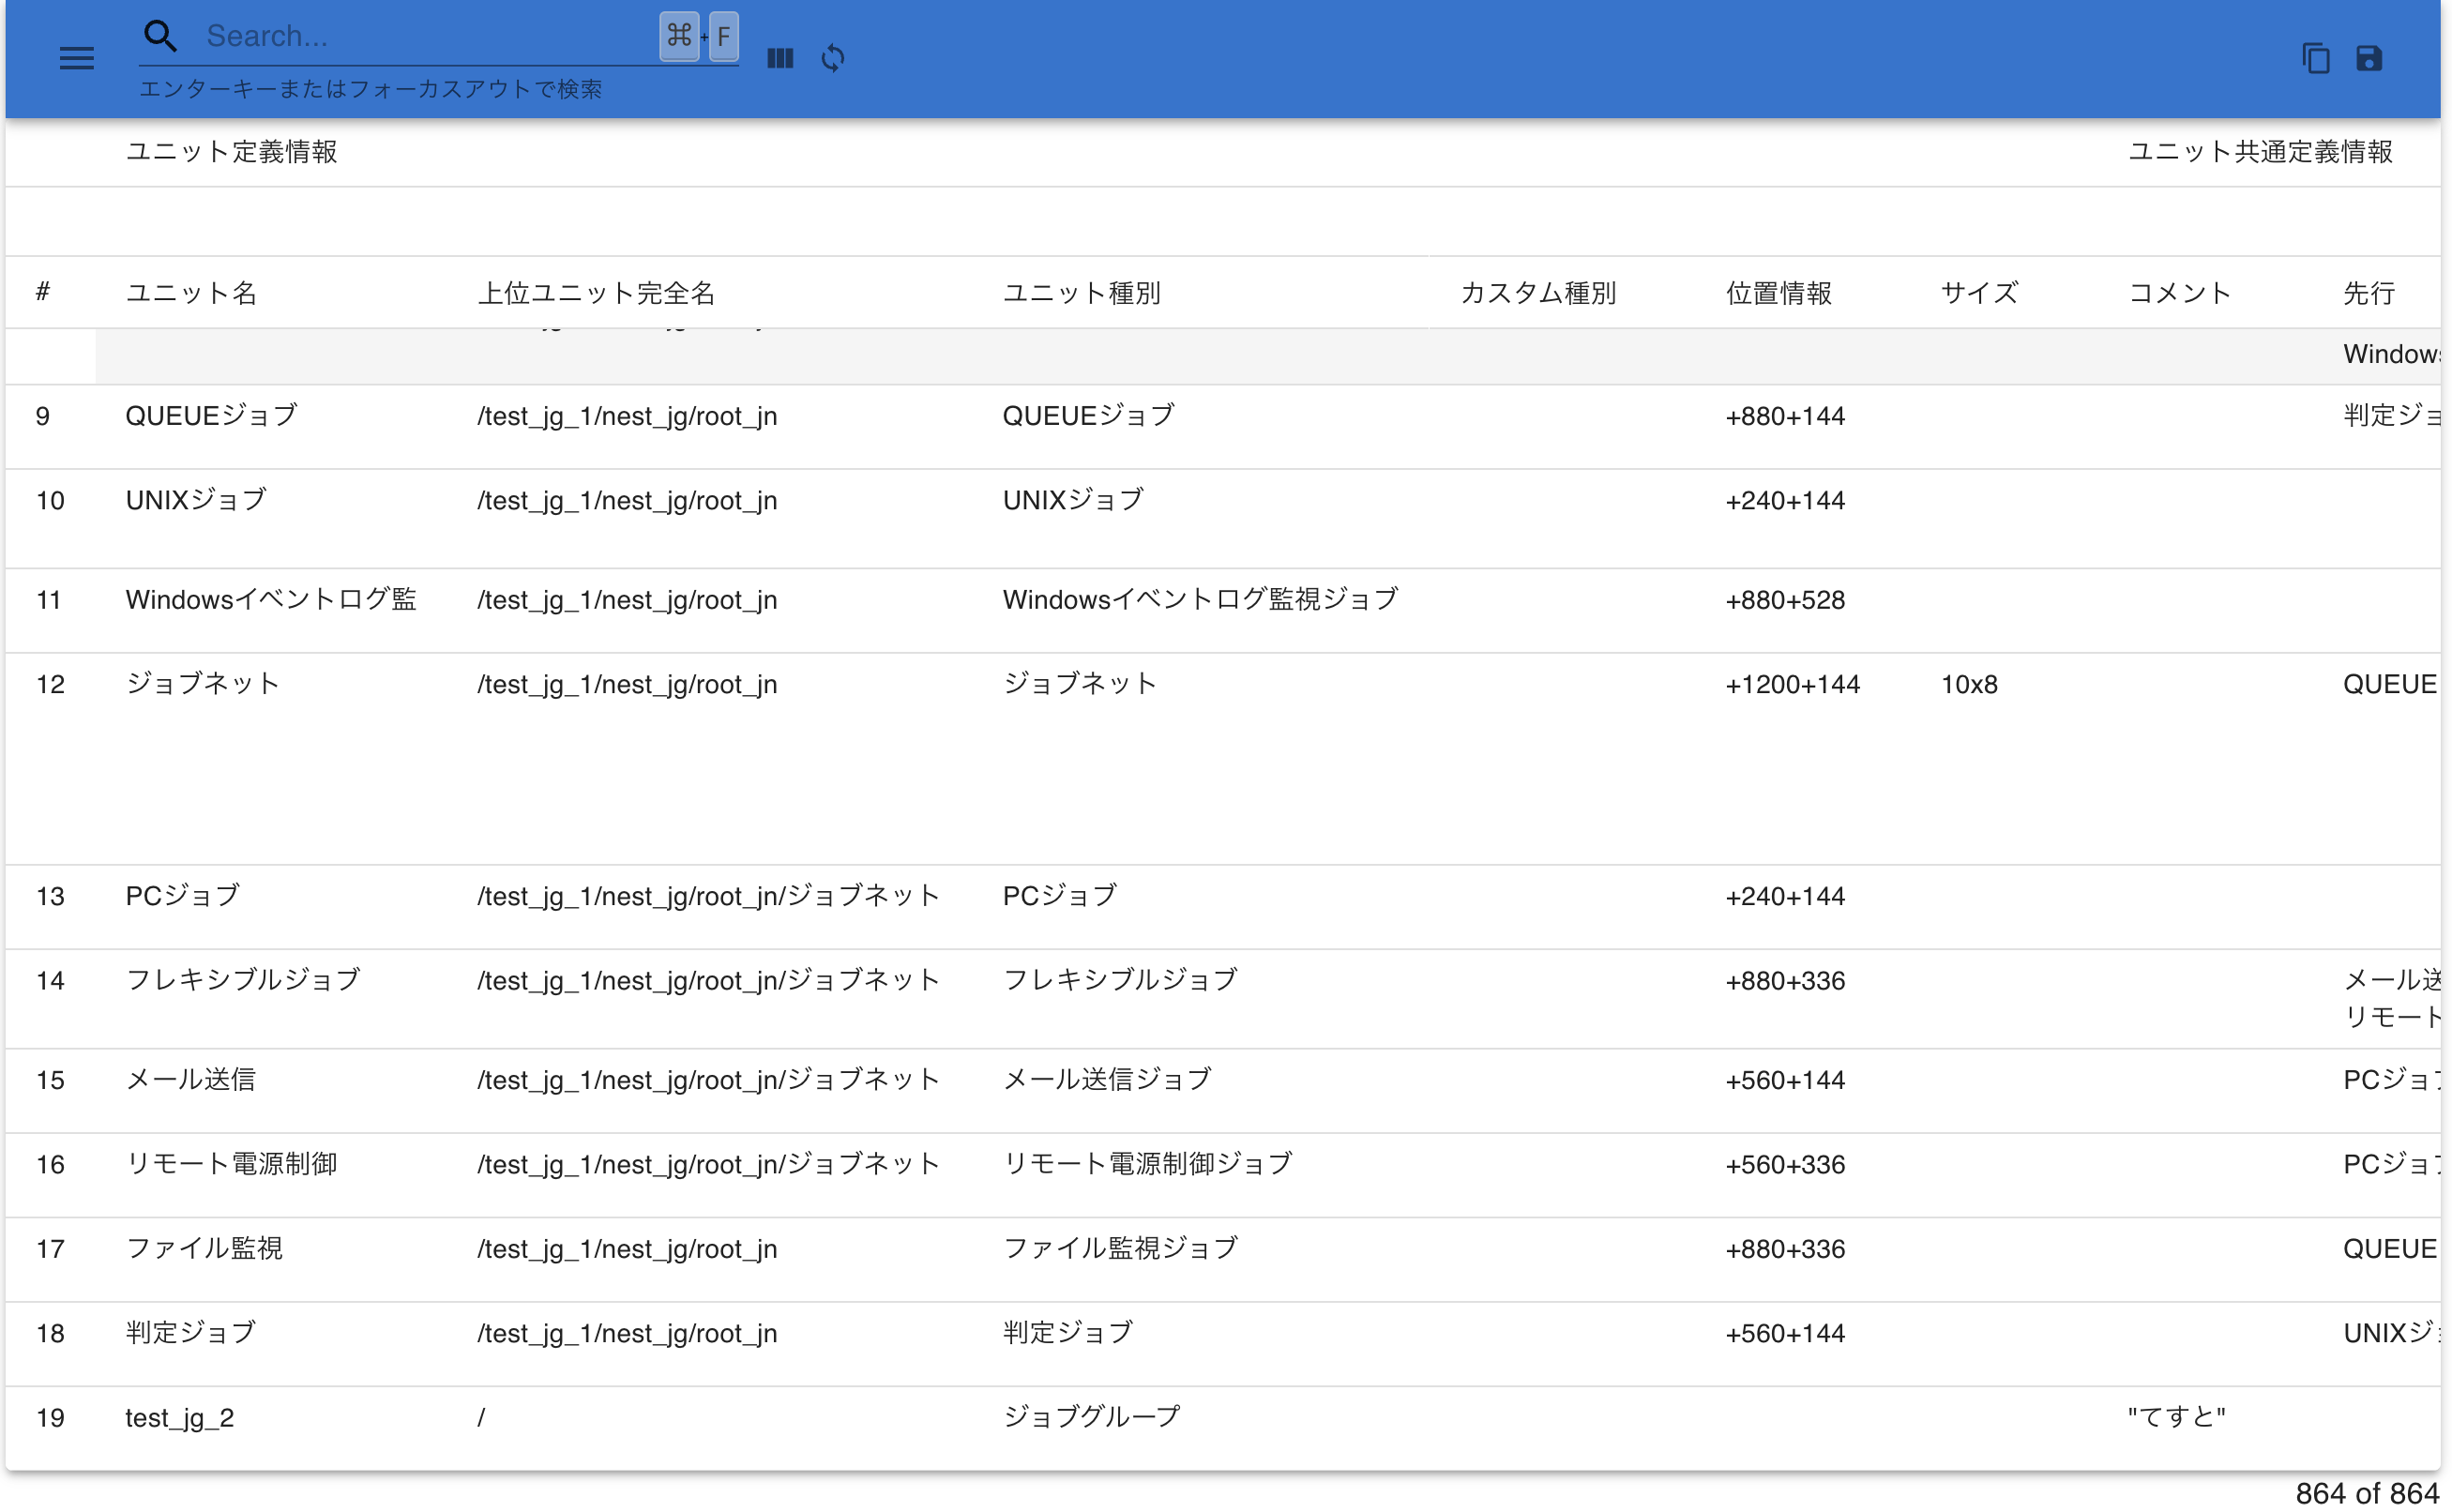 Search...
⌘ + F
エンターキーまたはフォーカスアウトで検索
ユニット定義情報 ユニット共通定義情報
# ユニット名 上位ユニット完全名 ユニット種別 カスタム種別 位置情報 サイズ コメント 先行
Windows
9 QUEUEジョブ /test_jg_1/nest_jg/root_jn QUEUEジョブ +880+144 判定ジョ
10 UNIXジョブ /test_jg_1/nest_jg/root_jn UNIXジョブ +240+144
11 Windowsイベントログ監 /test_jg_1/nest_jg/root_jn Windowsイベントログ監視ジョブ +880+528
12 ジョブネット /test_jg_1/nest_jg/root_jn ジョブネット +1200+144 10x8 QUEUE
13 PCジョブ /test_jg_1/nest_jg/root_jn/ジョブネット PCジョブ +240+144
14 フレキシブルジョブ /test_jg_1/nest_jg/root_jn/ジョブネット フレキシブルジョブ +880+336 メール送
リモート
15 メール送信 /test_jg_1/nest_jg/root_jn/ジョブネット メール送信ジョブ +560+144 PCジョブ
16 リモート電源制御 /test_jg_1/nest_jg/root_jn/ジョブネット リモート電源制御ジョブ +560+336 PCジョブ
17 ファイル監視 /test_jg_1/nest_jg/root_jn ファイル監視ジョブ +880+336 QUEUE
18 判定ジョブ /test_jg_1/nest_jg/root_jn 判定ジョブ +560+144 UNIXジョ
19 test_jg_2 / ジョブグループ "てすと"
864 of 864